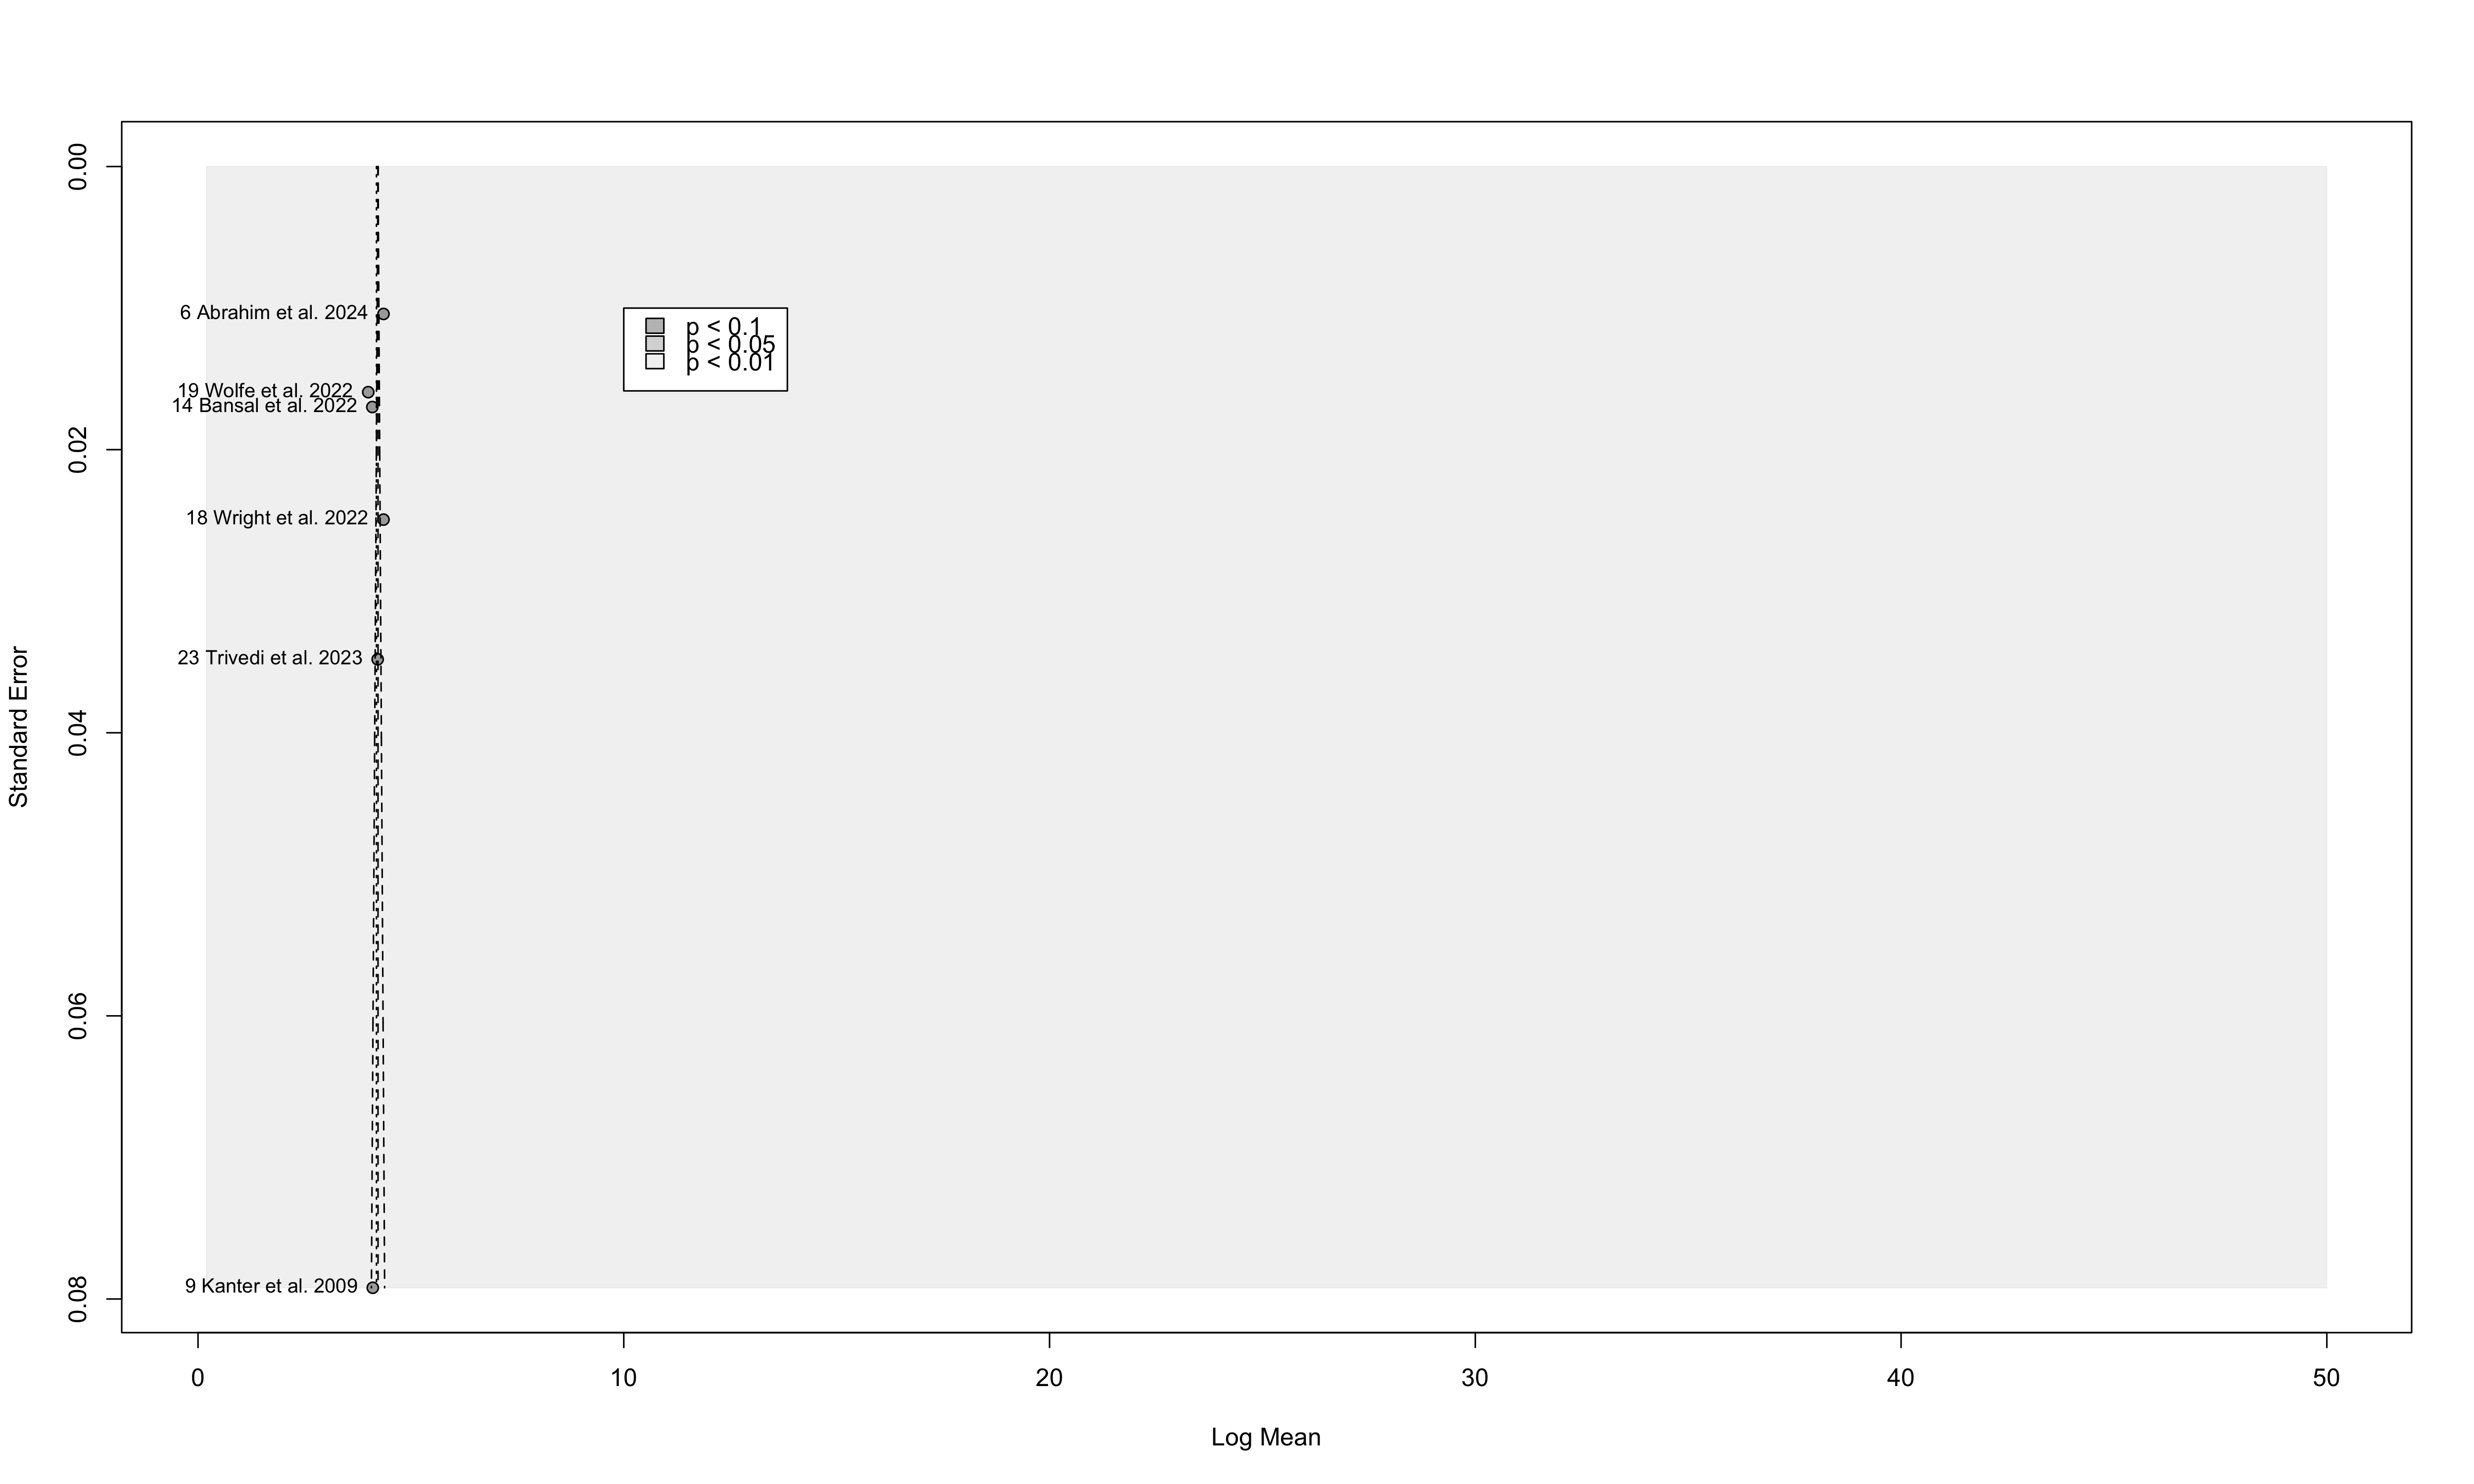 0.00
6 Abrahim et al. 2024
p < 0.1
p < 0.05
p < 0.01
19 Wolfe et al. 2022
14 Bansal et al. 2022
0.02
18 Wright et al. 2022
23 Trivedi et al. 2023
Standard Error
0.04
0.06
9 Kanter et al. 2009
0.08
0 10 20 30 40 50
Log Mean